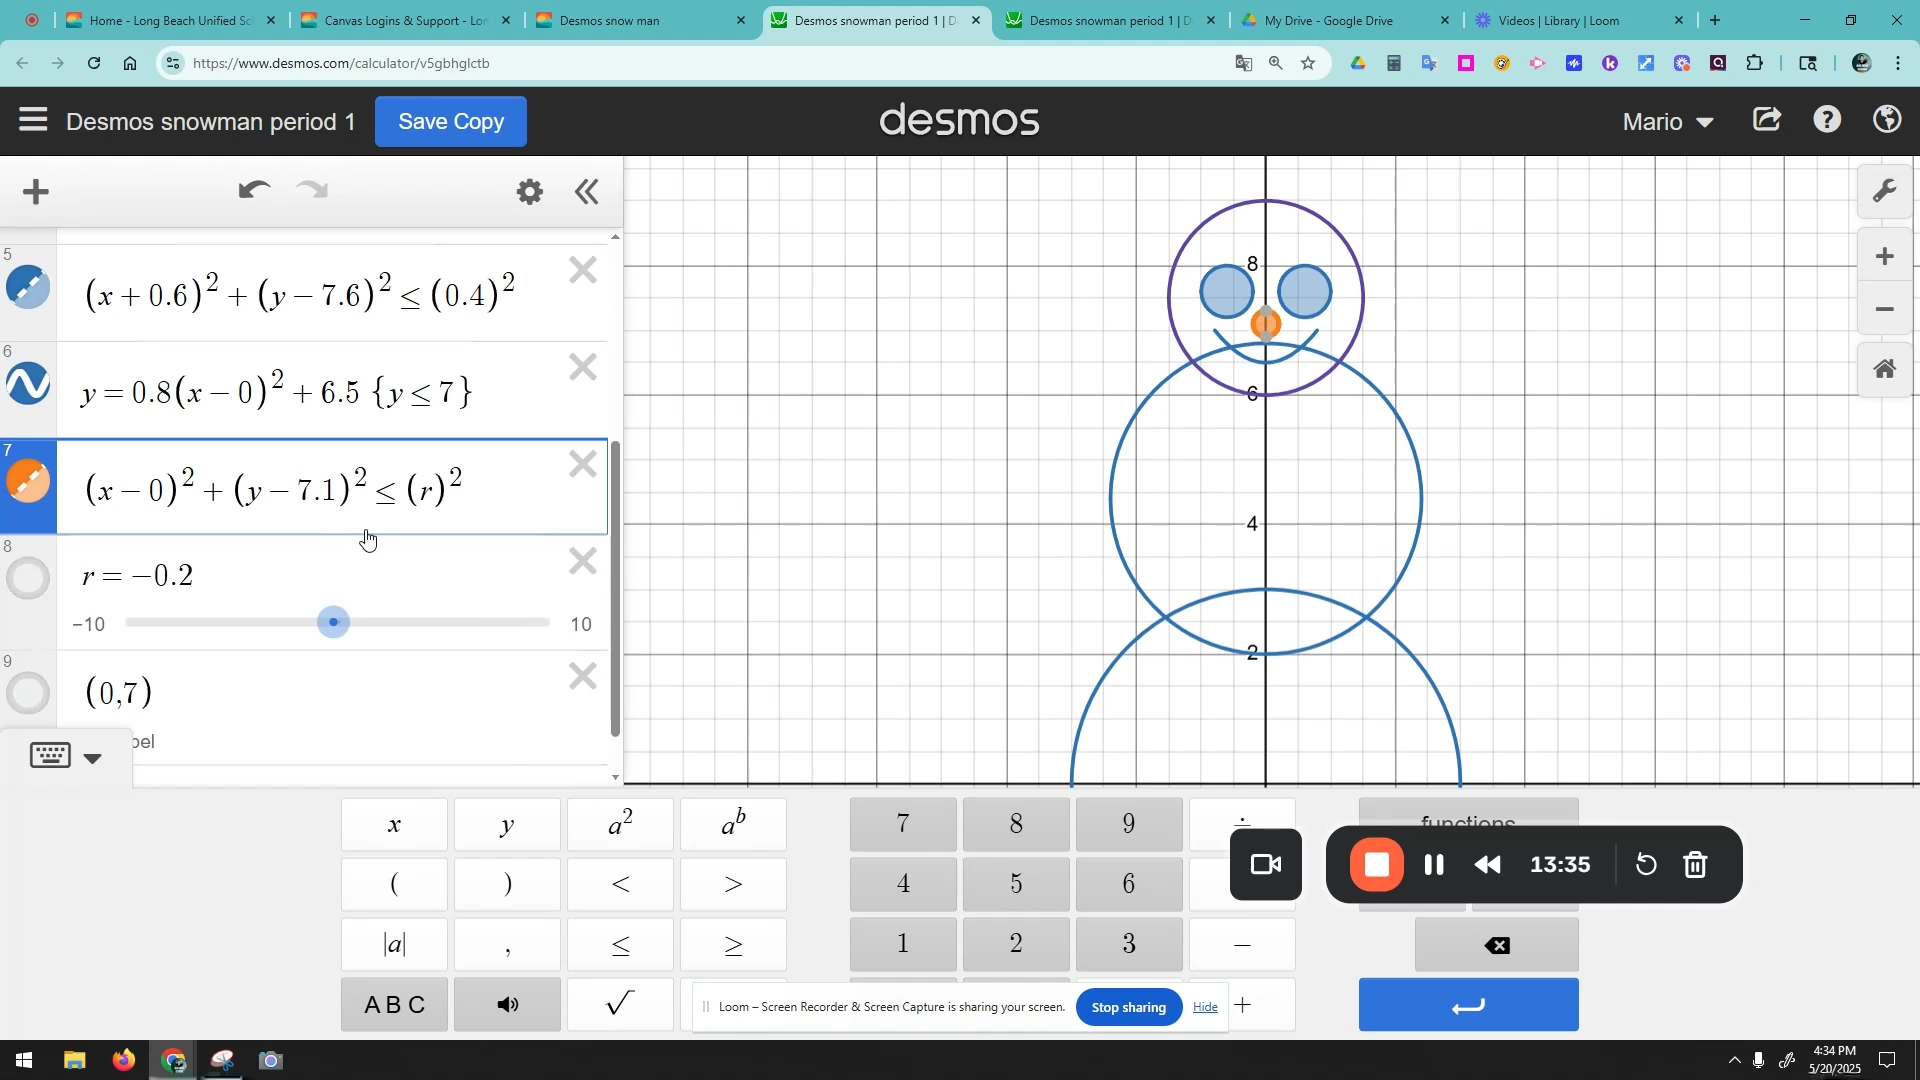 Home - Long Beach Unified Sc
Canvas Logins & Support - Lon
Desmos snow man
Desmos snowman period 1 | D
Desmos snowman period 1 | D
My Drive - Google Drive
Videos | Library | Loom
https://www.desmos.com/calculator/v5gbhglctb
Desmos snowman period 1
Save Copy
desmos
Mario
5
(x + 0.6)² + (y − 7.6)² ≤ (0.4)²
6
y = 0.8(x − 0)² + 6.5 {y ≤ 7}
7
(x − 0)² + (y − 7.1)² ≤ (r)²
8
r = −0.2
−10
10
9
(0,7)
bel
8
6
4
2
x y a² aᵇ 7 8 9 ÷ functions
( ) < > 4 5 6
|a| , ≤ ≥ 1 2 3 −
A B C √ +
13:35
Loom – Screen Recorder & Screen Capture is sharing your screen.
Stop sharing
Hide
4:34 PM
5/20/2025